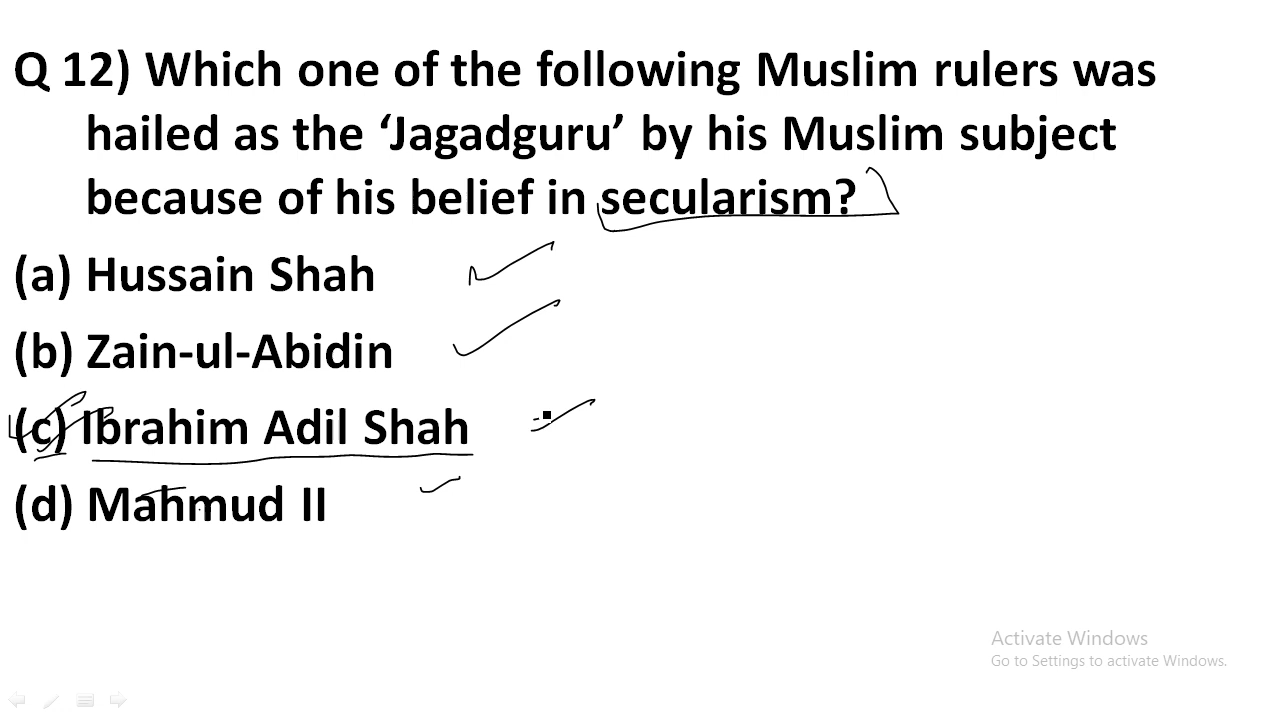 Q 12) Which one of the following Muslim rulers was
hailed as the ‘Jagadguru’ by his Muslim subject
because of his belief in secularism?
(a) Hussain Shah
(b) Zain-ul-Abidin
(c) Ibrahim Adil Shah
(d) Mahmud II
Activate Windows
Go to Settings to activate Windows.